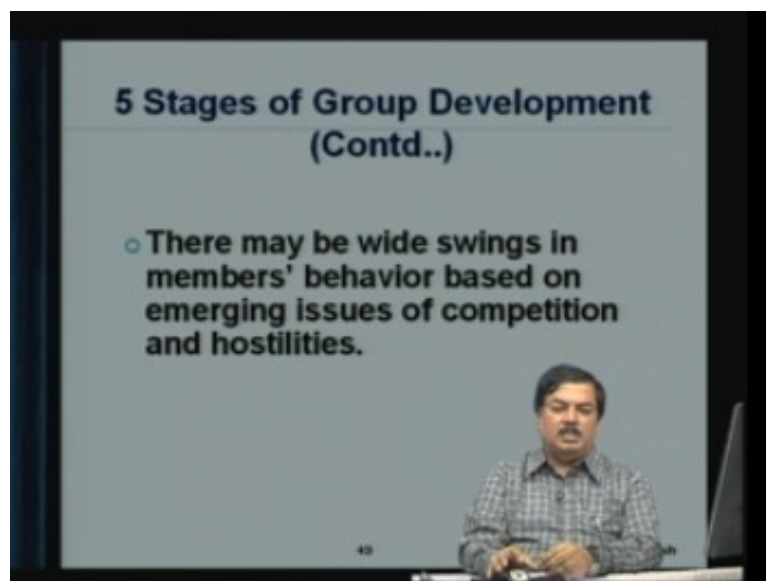 5 Stages of Group Development
(Contd..)
There may be wide swings in
members' behavior based on
emerging issues of competition
and hostilities.